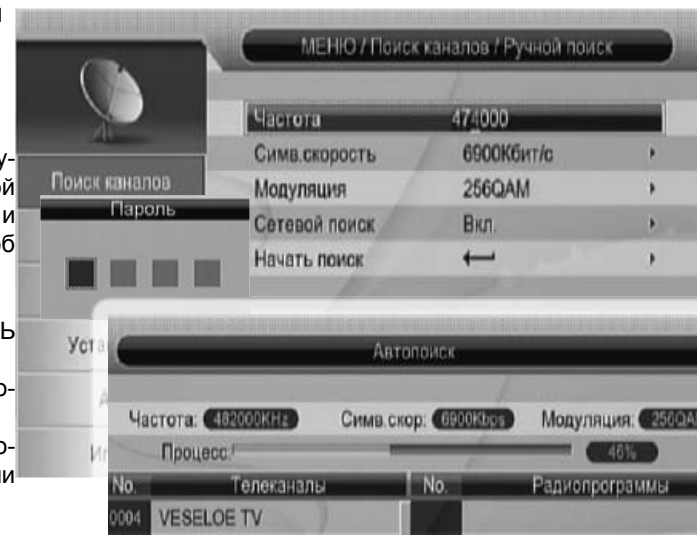 МЕНЮ / Поиск каналов / Ручной поиск
Частота 474000
Симв.скорость 6900Кбит/с
Модуляция 256QAM
Сетевой поиск Вкл.
Начать поиск
Поиск каналов
Пароль
Автопоиск
Частота: 482000KHz Симв.скор: 6900Kbps Модуляция: 256QA
Процесс: 46%
No. Телеканалы No. Радиопрограммы
0004 VESELOE TV